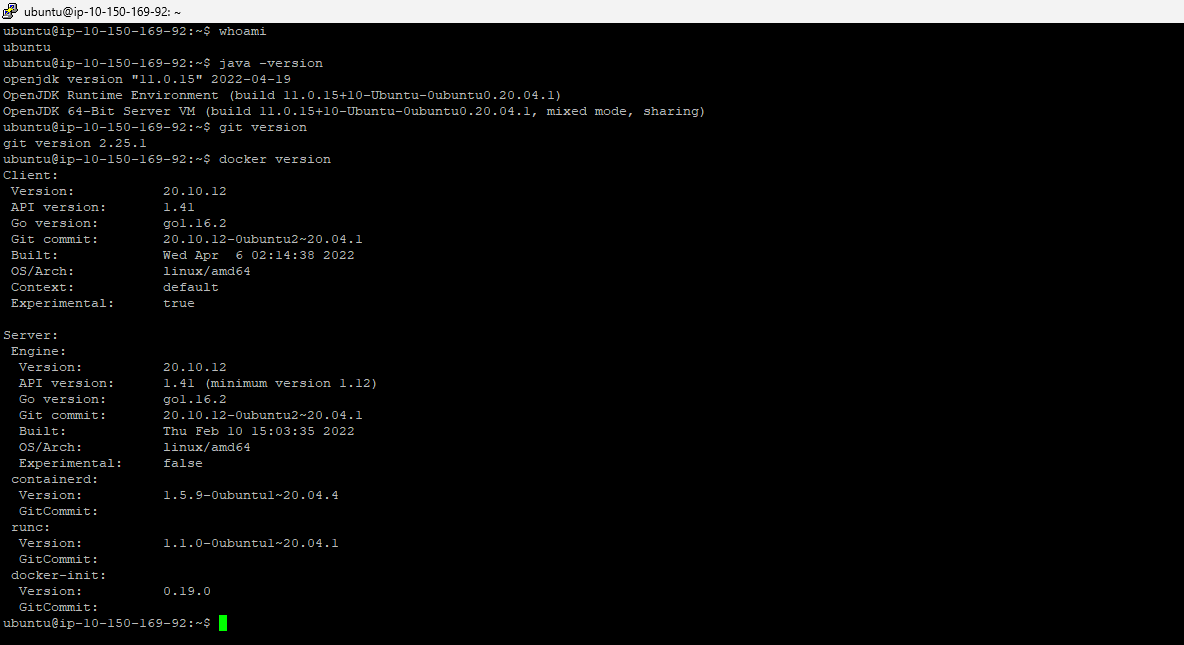 ubuntu@ip-10-150-169-92: ~
ubuntu@ip-10-150-169-92:~$ whoami
ubuntu
ubuntu@ip-10-150-169-92:~$ java -version
openjdk version "11.0.15" 2022-04-19
OpenJDK Runtime Environment (build 11.0.15+10-Ubuntu-0ubuntu0.20.04.1)
OpenJDK 64-Bit Server VM (build 11.0.15+10-Ubuntu-0ubuntu0.20.04.1, mixed mode, sharing)
ubuntu@ip-10-150-169-92:~$ git version
git version 2.25.1
ubuntu@ip-10-150-169-92:~$ docker version
Client:
 Version:           20.10.12
 API version:       1.41
 Go version:        go1.16.2
 Git commit:        20.10.12-0ubuntu2~20.04.1
 Built:             Wed Apr  6 02:14:38 2022
 OS/Arch:           linux/amd64
 Context:           default
 Experimental:      true

Server:
 Engine:
  Version:          20.10.12
  API version:      1.41 (minimum version 1.12)
  Go version:       go1.16.2
  Git commit:       20.10.12-0ubuntu2~20.04.1
  Built:            Thu Feb 10 15:03:35 2022
  OS/Arch:          linux/amd64
  Experimental:     false
 containerd:
  Version:          1.5.9-0ubuntu1~20.04.4
  GitCommit:
 runc:
  Version:          1.1.0-0ubuntu1~20.04.1
  GitCommit:
 docker-init:
  Version:          0.19.0
  GitCommit:
ubuntu@ip-10-150-169-92:~$